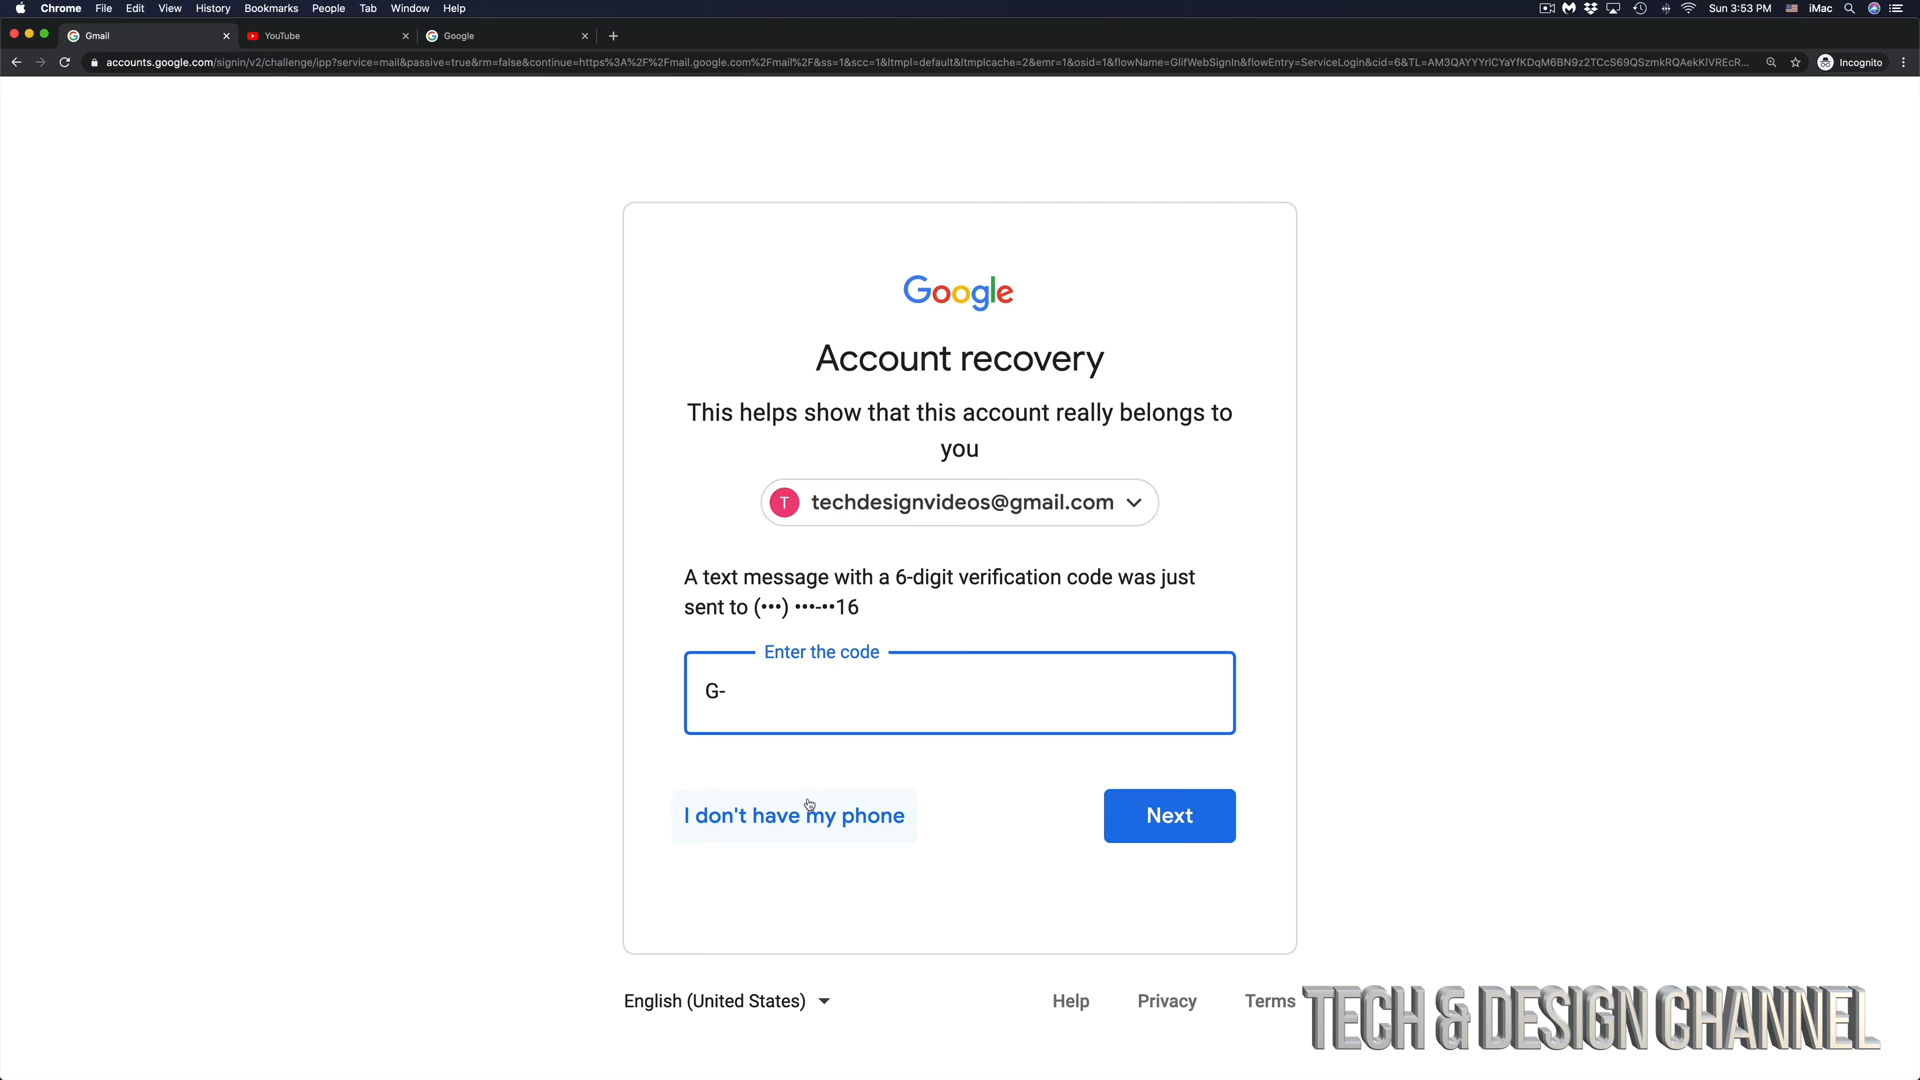 Chrome File Edit View History Bookmarks People Tab Window Help
Sun 3:53 PM iMac
Gmail
YouTube
Google
Incognito
Google
Account recovery
This helps show that this account really belongs to
you
T techdesignvideos@gmail.com
A text message with a 6-digit verification code was just
sent to (•••) •••-••16
Enter the code
G-
I don't have my phone
Next
English (United States)
Help
Privacy
Terms
TECH & DESIGN CHANNEL